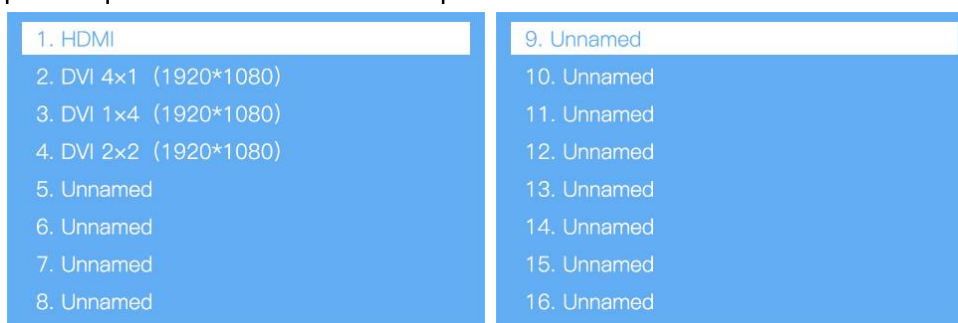 1. HDMI
2. DVI 4×1 (1920*1080)
3. DVI 1×4 (1920*1080)
4. DVI 2×2 (1920*1080)
5. Unnamed
6. Unnamed
7. Unnamed
8. Unnamed
9. Unnamed
10. Unnamed
11. Unnamed
12. Unnamed
13. Unnamed
14. Unnamed
15. Unnamed
16. Unnamed